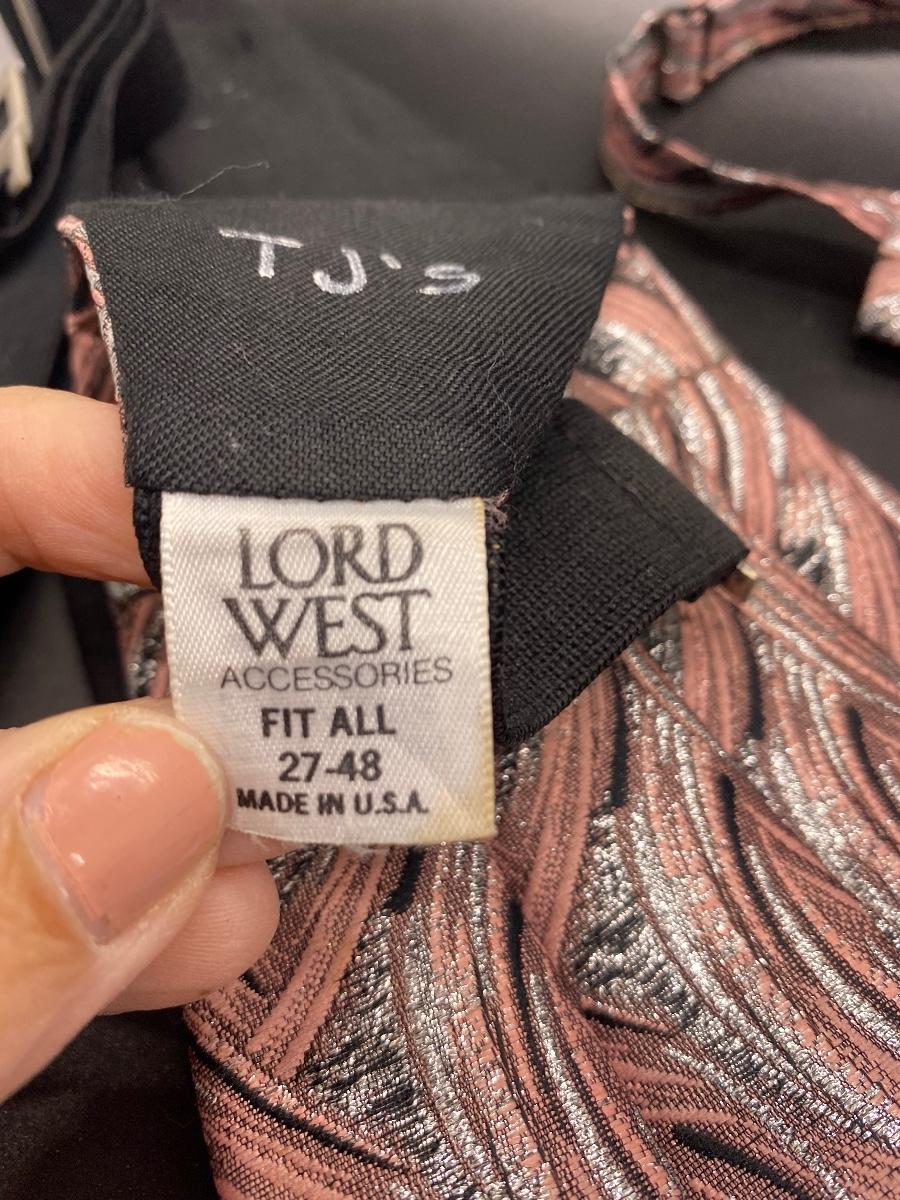 TJ's
LORD
WEST
ACCESSORIES
FIT ALL
27-48
MADE IN U.S.A.